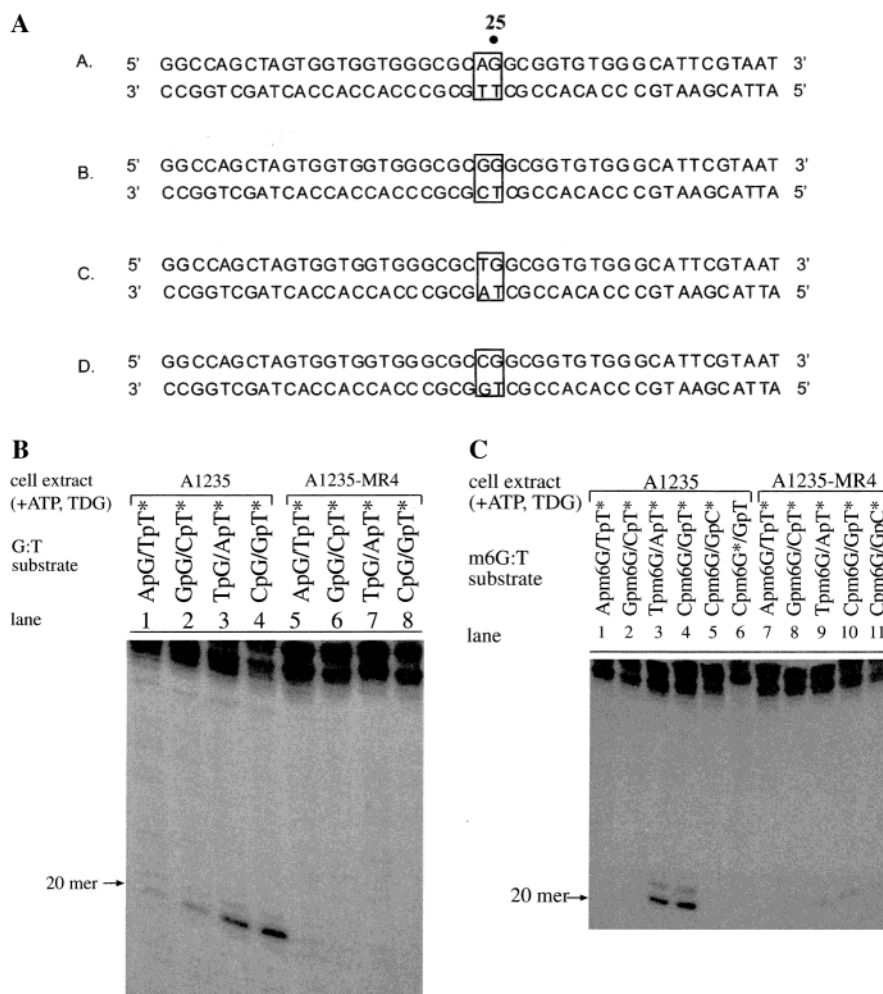 A
25
•
A. 5' GGCCAGCTAGTGGTGGTGGGCGCAGGCGGTGTGGGCATTCGTAAT 3'
3' CCGGTCGATCACCACCACCCGCGTTCGCCACACCCGTAAGCATTA 5'
B. 5' GGCCAGCTAGTGGTGGTGGGCGCGGGCGGTGTGGGCATTCGTAAT 3'
3' CCGGTCGATCACCACCACCCGCGCTCGCCACACCCGTAAGCATTA 5'
C. 5' GGCCAGCTAGTGGTGGTGGGCGCTGGCGGTGTGGGCATTCGTAAT 3'
3' CCGGTCGATCACCACCACCCGCGATCGCCACACCCGTAAGCATTA 5'
D. 5' GGCCAGCTAGTGGTGGTGGGCGCCGGCGGTGTGGGCATTCGTAAT 3'
3' CCGGTCGATCACCACCACCCGCGGTCGCCACACCCGTAAGCATTA 5'
B
cell extract A1235 A1235-MR4
(+ATP, TDG)
G:T
substrate
ApG/TpT* GpG/CpT* TpG/ApT* CpG/GpT* ApG/TpT* GpG/CpT* TpG/ApT* CpG/GpT*
lane 1 2 3 4 5 6 7 8
20 mer
C
cell extract A1235 A1235-MR4
(+ATP, TDG)
m6G:T
substrate
Apm6G/TpT* Gpm6G/CpT* Tpm6G/ApT* Cpm6G/GpT* Cpm6G/GpC* Cpm6G*/GpT Apm6G/TpT* Gpm6G/CpT* Tpm6G/ApT* Cpm6G/GpT* Cpm6G/GpC*
lane 1 2 3 4 5 6 7 8 9 10 11
20 mer